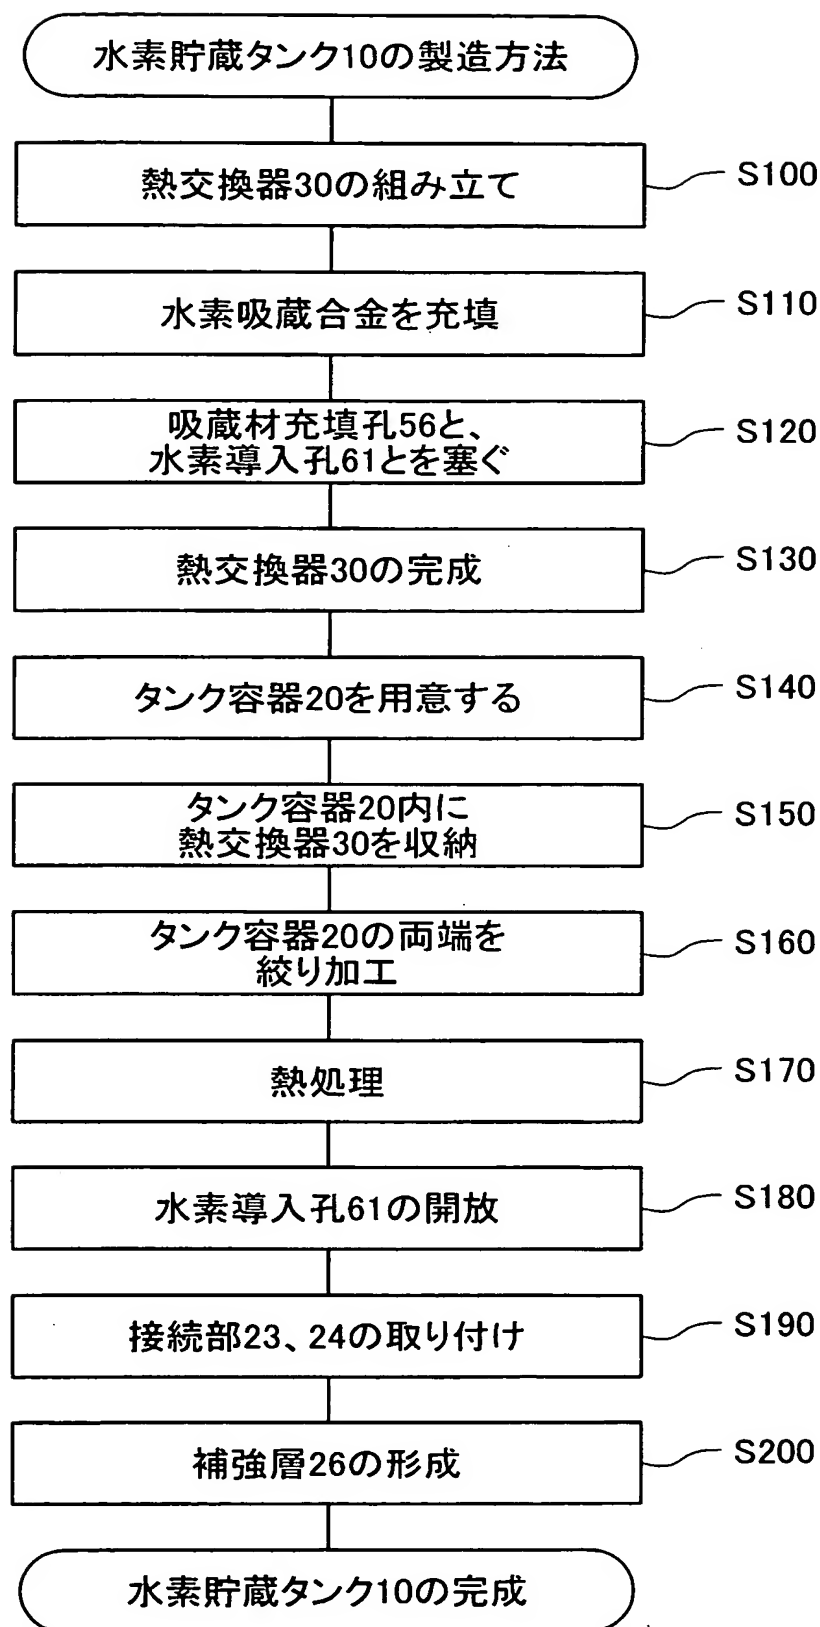 水素貯蔵タンク10の製造方法
熱交換器30の組み立て
S100
水素吸蔵合金を充填
S110
吸蔵材充填孔56と、
水素導入孔61とを塞ぐ
S120
熱交換器30の完成
S130
タンク容器20を用意する
S140
タンク容器20内に
熱交換器30を収納
S150
タンク容器20の両端を
絞り加工
S160
熱処理
S170
水素導入孔61の開放
S180
接続部23、24の取り付け
S190
補強層26の形成
S200
水素貯蔵タンク10の完成